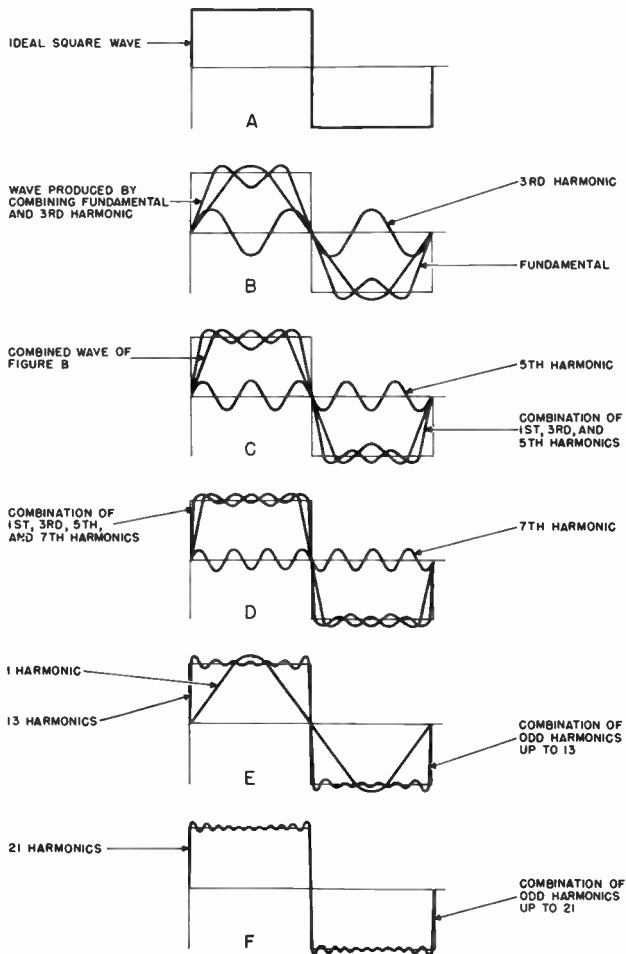 IDEAL SQUARE WAVE
A
WAVE PRODUCED BY
COMBINING FUNDAMENTAL
AND 3RD HARMONIC
3RD HARMONIC
FUNDAMENTAL
B
COMBINED WAVE OF
FIGURE B
5TH HARMONIC
COMBINATION OF
1ST, 3RD, AND
5TH HARMONICS
C
COMBINATION OF
1ST, 3RD, 5TH,
AND 7TH HARMONICS
7TH HARMONIC
D
1 HARMONIC
13 HARMONICS
COMBINATION OF
ODD HARMONICS
UP TO 13
E
21 HARMONICS
COMBINATION OF
ODD HARMONICS
UP TO 21
F